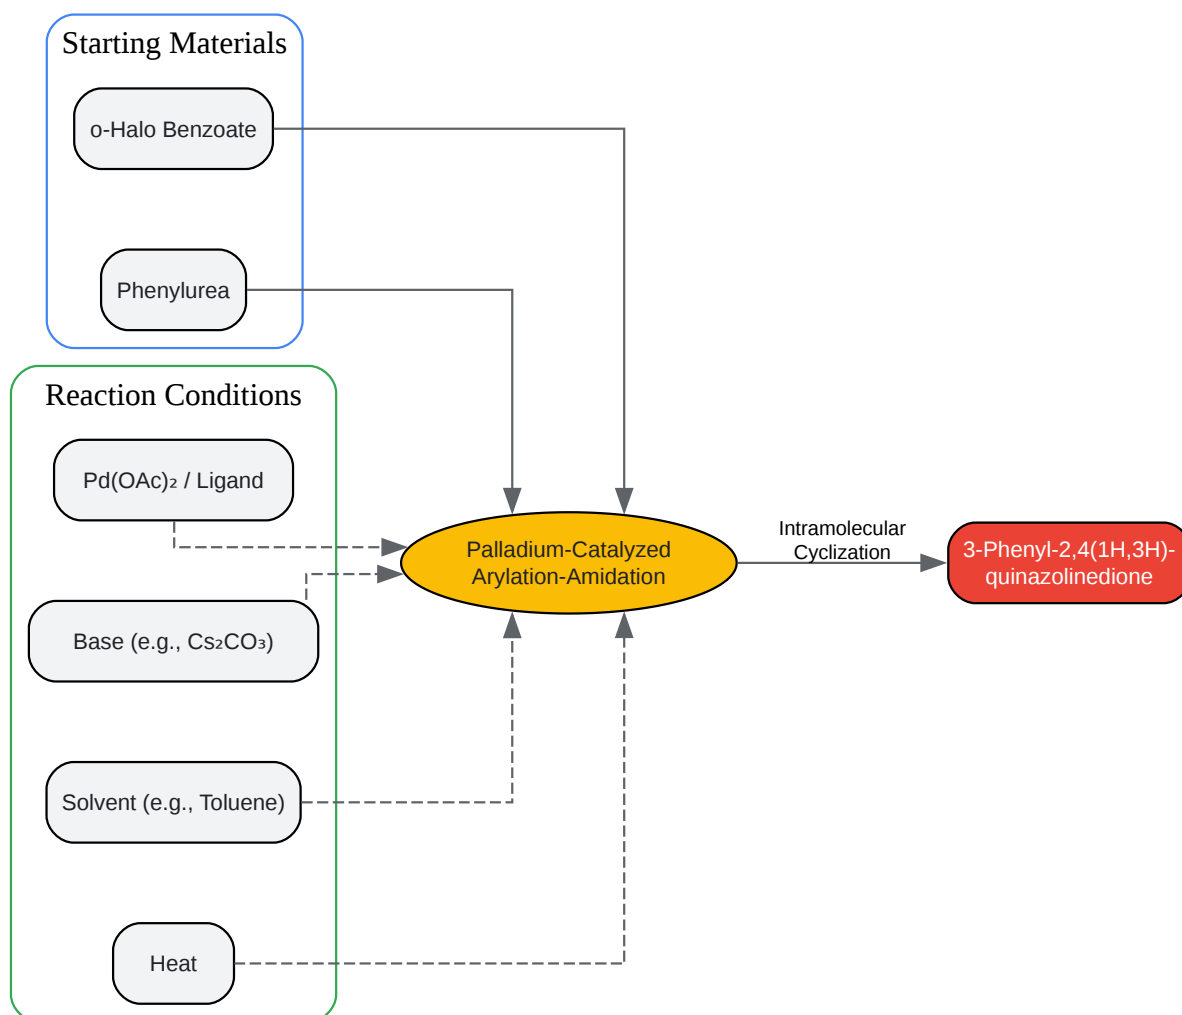 Starting Materials
o-Halo Benzoate
Phenylurea
Reaction Conditions
Pd(OAc)₂ / Ligand
Base (e.g., Cs₂CO₃)
Solvent (e.g., Toluene)
Heat
Palladium-Catalyzed
Arylation-Amidation
Intramolecular
Cyclization
3-Phenyl-2,4(1H,3H)-
quinazolinedione